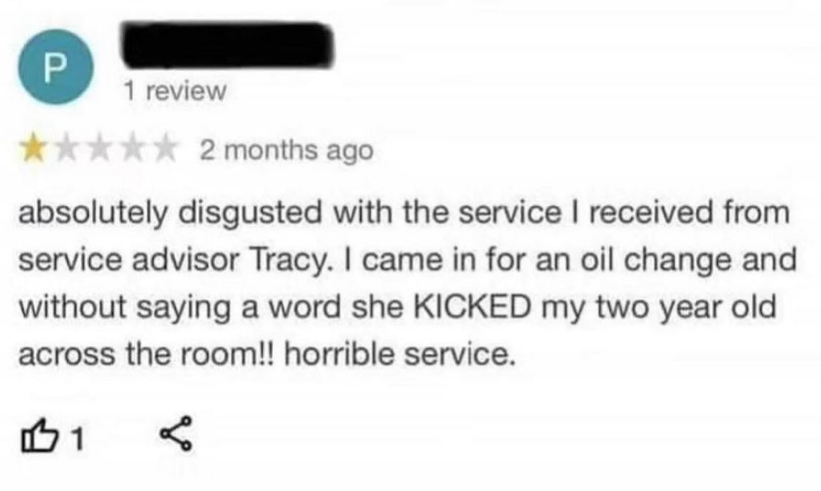 P
1 review
2 months ago
absolutely disgusted with the service I received from
service advisor Tracy. I came in for an oil change and
without saying a word she KICKED my two year old
across the room!! horrible service.
1